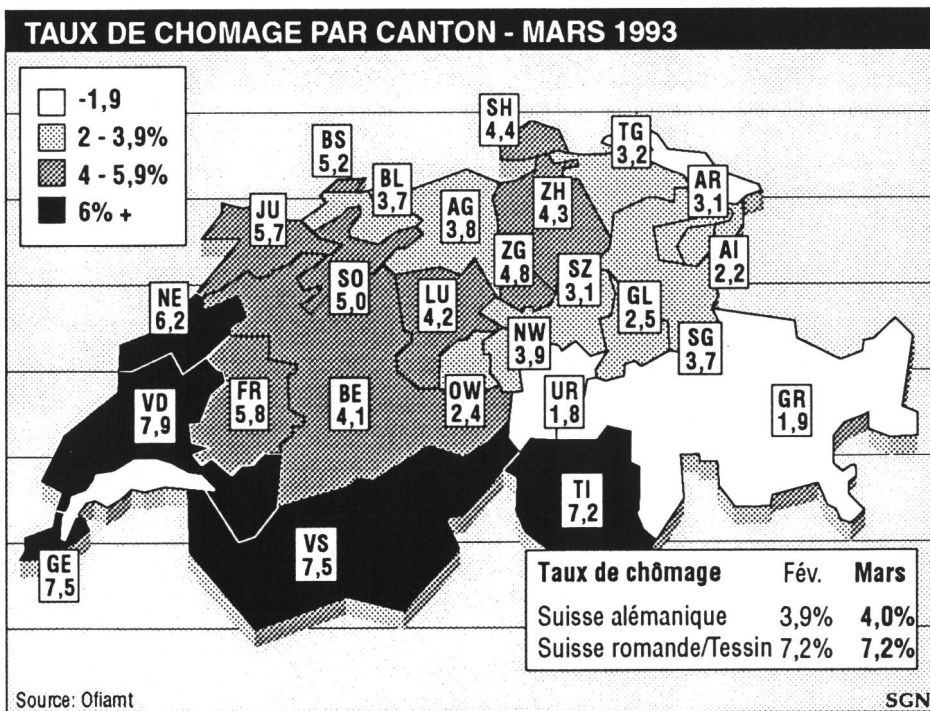 TAUX DE CHOMAGE PAR CANTON - MARS 1993
-1,9
2 - 3,9%
4 - 5,9%
6% +
SH
4,4
TG
3,2
BS
5,2
BL
3,7
AR
3,1
ZH
4,3
AG
3,8
JU
5,7
AI
2,2
ZG
4,8
SZ
3,1
SO
5,0
LU
4,2
GL
2,5
NE
6,2
NW
3,9
SG
3,7
FR
5,8
BE
4,1
OW
2,4
UR
1,8
GR
1,9
VD
7,9
TI
7,2
VS
7,5
GE
7,5
Taux de chômage Fév. Mars
Suisse alémanique 3,9% 4,0%
Suisse romande/Tessin 7,2% 7,2%
Source: Ofiamt SGN